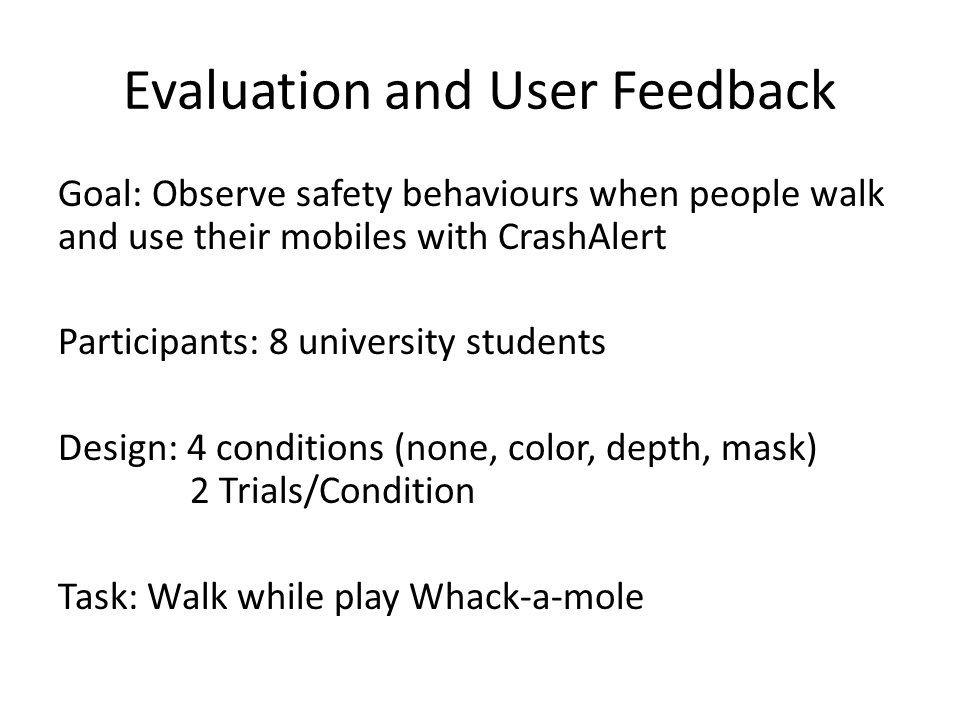 Evaluation and User Feedback
Goal: Observe safety behaviours when people walk
and use their mobiles with CrashAlert
Participants: 8 university students
Design: 4 conditions (none, color, depth, mask)
2 Trials/Condition
Task: Walk while play Whack-a-mole